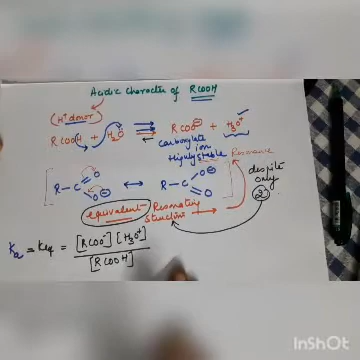 Acidic Character of RCOOH
(H⁺ donor)
RCOOH + H₂O ⇌ RCOO⊖ + H₃O⁺
Carboxylate
ion
Highly stable
Resonance
R – C O O⊖ ↔ R – C O⊖ O
despite
only
2
equivalent Resonating
structure
Ka = Keq = [RCOO⁻] [H₃O⁺]
[RCOOH]
InShOt